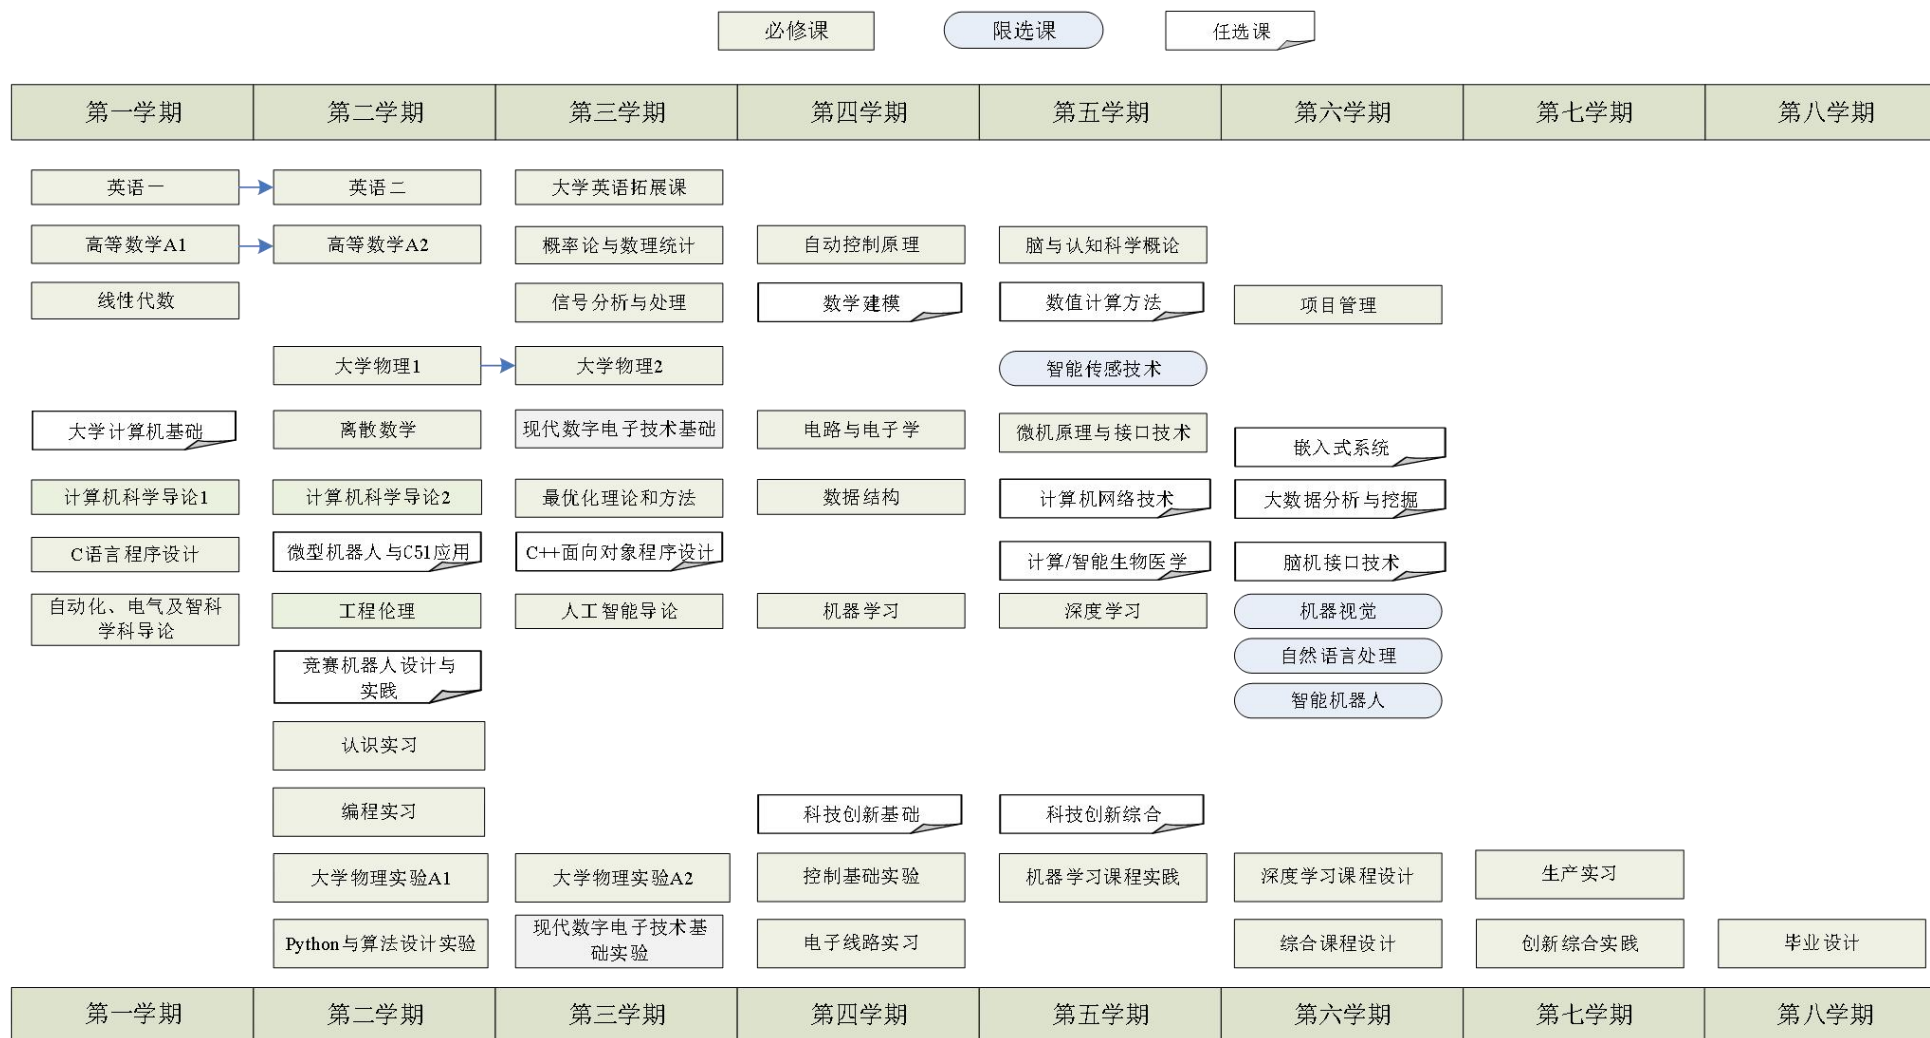 必修课
限选课
任选课
第一学期
第二学期
第三学期
第四学期
第五学期
第六学期
第七学期
第八学期
英语一
英语二
大学英语拓展课
高等数学A1
高等数学A2
概率论与数理统计
自动控制原理
脑与认知科学概论
线性代数
信号分析与处理
数学建模
数值计算方法
项目管理
大学物理1
大学物理2
智能传感技术
大学计算机基础
离散数学
现代数字电子技术基础
电路与电子学
微机原理与接口技术
嵌入式系统
计算机科学导论1
计算机科学导论2
最优化理论和方法
数据结构
计算机网络技术
大数据分析与挖掘
C语言程序设计
微型机器人与C51应用
C++面向对象程序设计
计算/智能生物医学
脑机接口技术
自动化、电气及智科
学科导论
工程伦理
人工智能导论
机器学习
深度学习
机器视觉
竞赛机器人设计与
实践
自然语言处理
智能机器人
认识实习
编程实习
科技创新基础
科技创新综合
大学物理实验A1
大学物理实验A2
控制基础实验
机器学习课程实践
深度学习课程设计
生产实习
Python与算法设计实验
现代数字电子技术基
础实验
电子线路实习
综合课程设计
创新综合实践
毕业设计
第一学期
第二学期
第三学期
第四学期
第五学期
第六学期
第七学期
第八学期